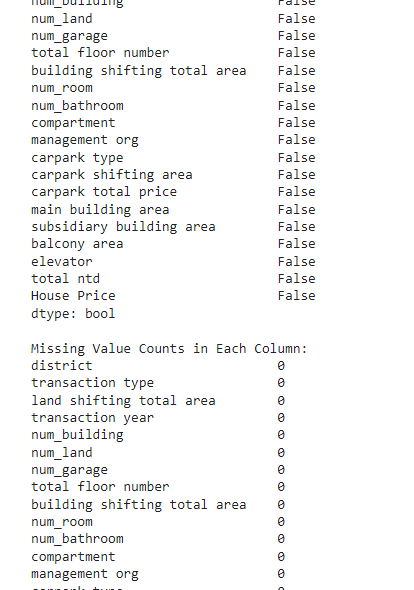 num_building False
num_land False
num_garage False
total floor number False
building shifting total area False
num_room False
num_bathroom False
compartment False
management org False
carpark type False
carpark shifting area False
carpark total price False
main building area False
subsidiary building area False
balcony area False
elevator False
total ntd False
House Price False
dtype: bool
Missing Value Counts in Each Column:
district 0
transaction type 0
land shifting total area 0
transaction year 0
num_building 0
num_land 0
num_garage 0
total floor number 0
building shifting total area 0
num_room 0
num_bathroom 0
compartment 0
management org 0
carpark type 0